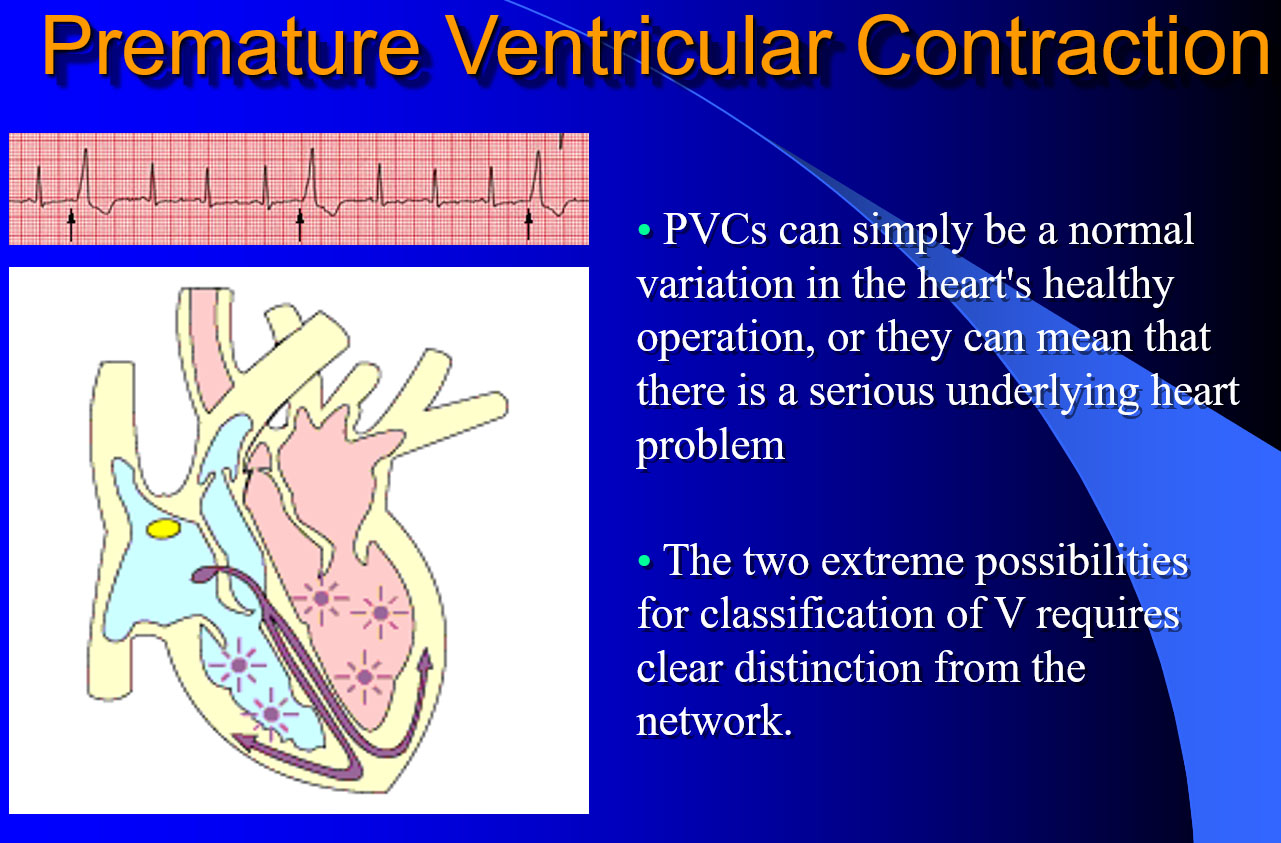 Premature Ventricular Contraction
• PVCs can simply be a normal
variation in the heart's healthy
operation, or they can mean that
there is a serious underlying heart
problem
• The two extreme possibilities
for classification of V requires
clear distinction from the
network.